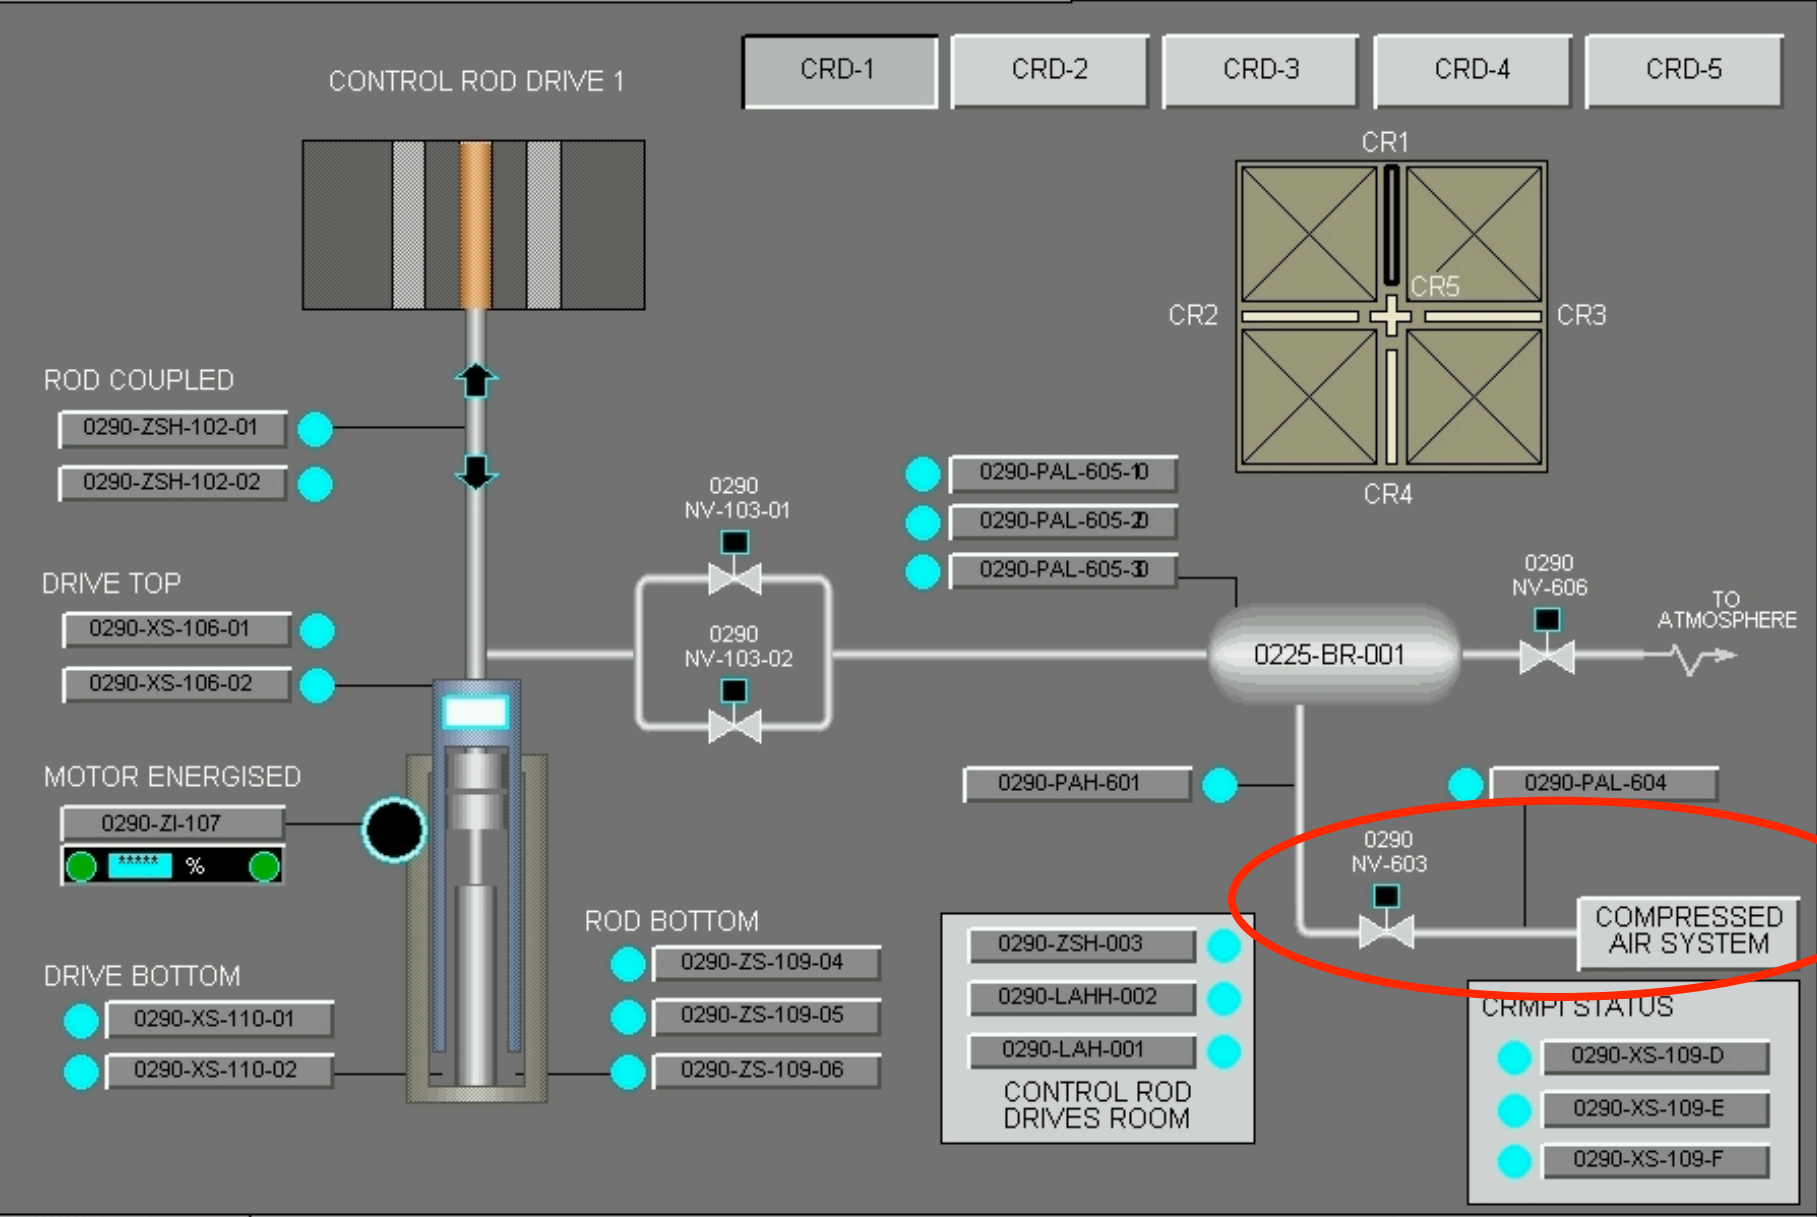 CONTROL ROD DRIVE 1
CRD-1
CRD-2
CRD-3
CRD-4
CRD-5
CR1
CR5
CR2
CR3
CR4
ROD COUPLED
0290-ZSH-102-01
0290-ZSH-102-02
DRIVE TOP
0290-XS-106-01
0290-XS-106-02
MOTOR ENERGISED
0290-ZI-107
***** %
DRIVE BOTTOM
0290-XS-110-01
0290-XS-110-02
ROD BOTTOM
0290-ZS-109-04
0290-ZS-109-05
0290-ZS-109-06
0290
NV-103-01
0290
NV-103-02
0290-PAL-605-10
0290-PAL-605-20
0290-PAL-605-30
0225-BR-001
0290
NV-606
TO
ATMOSPHERE
0290-PAH-601
0290-PAL-604
0290
NV-603
COMPRESSED
AIR SYSTEM
0290-ZSH-003
0290-LAHH-002
0290-LAH-001
CONTROL ROD
DRIVES ROOM
CRMPI STATUS
0290-XS-109-D
0290-XS-109-E
0290-XS-109-F